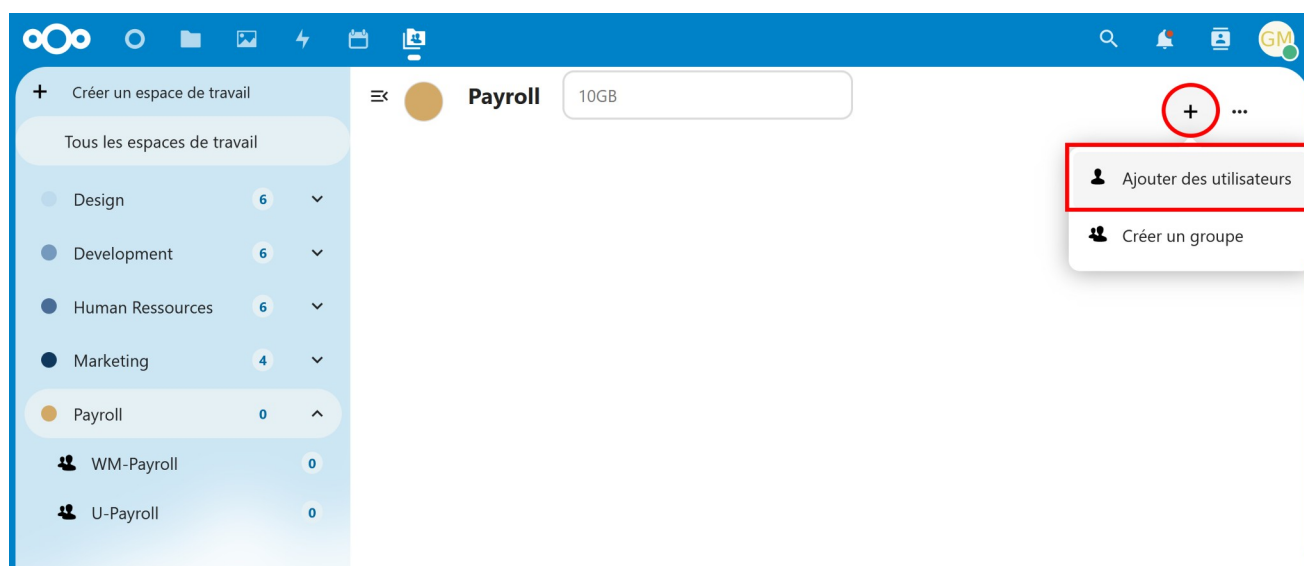 GM
Créer un espace de travail
Payroll
10GB
Tous les espaces de travail
Ajouter des utilisateurs
Design 6
Créer un groupe
Development 6
Human Ressources 6
Marketing 4
Payroll 0
WM-Payroll 0
U-Payroll 0